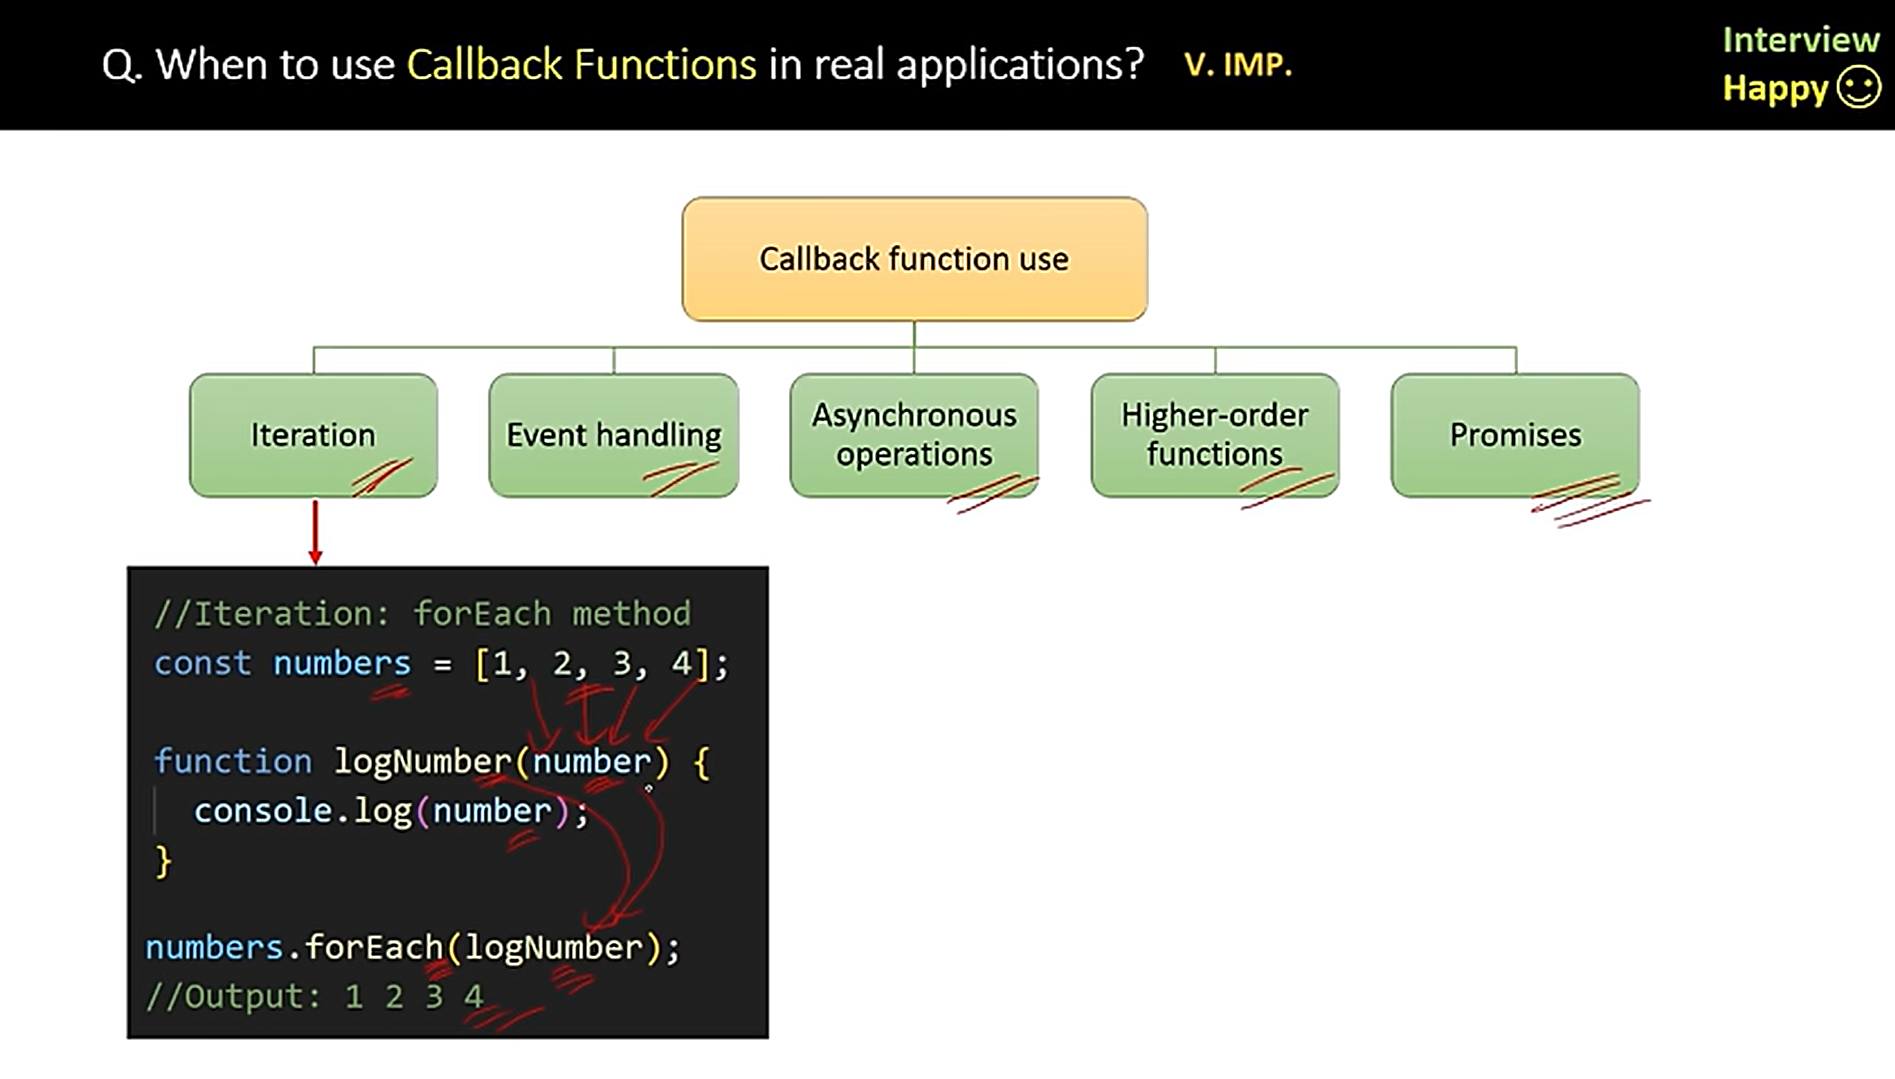 Q. When to use Callback Functions in real applications? V. IMP.
Interview
Happy
Callback function use
Iteration
Event handling
Asynchronous
operations
Higher-order
functions
Promises
//Iteration: forEach method
const numbers = [1, 2, 3, 4];
function logNumber(number) {
console.log(number);
}
numbers.forEach(logNumber);
//Output: 1 2 3 4